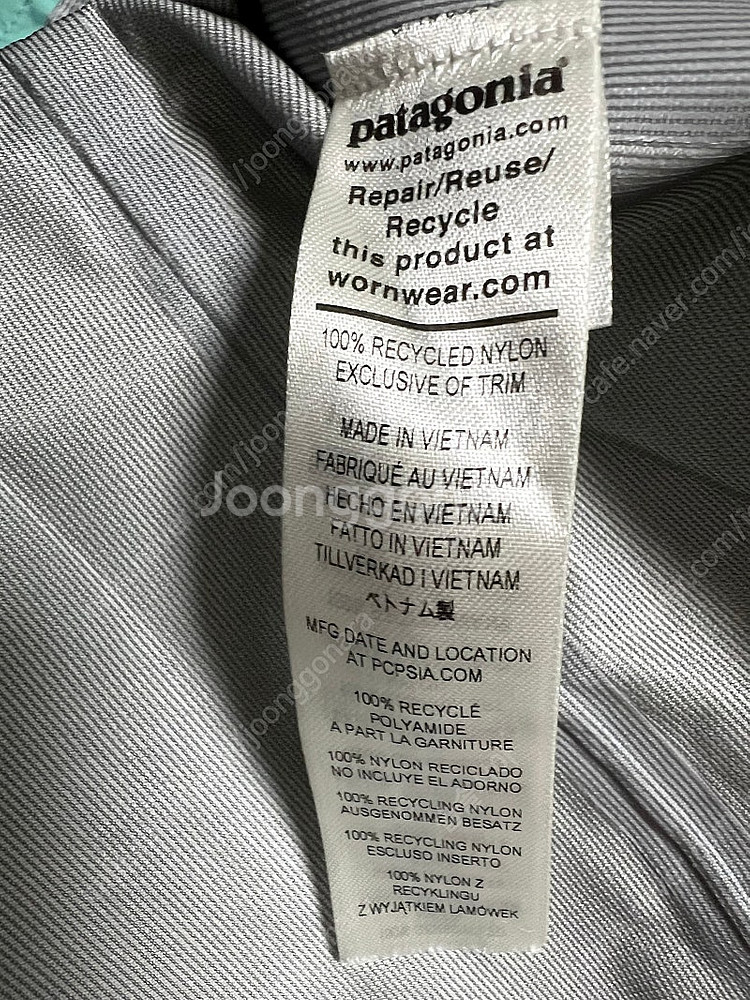 patagonia®
www.patagonia.com
Repair/Reuse/
Recycle
this product at
wornwear.com
100% RECYCLED NYLON
EXCLUSIVE OF TRIM
MADE IN VIETNAM
FABRIQUÉ AU VIETNAM
HECHO EN VIETNAM
FATTO IN VIETNAM
TILLVERKAD I VIETNAM
ベトナム製
MFG DATE AND LOCATION
AT PCPSIA.COM
100% RECYCLÉ
POLYAMIDE
A PART LA GARNITURE
100% NYLON RECICLADO
NO INCLUYE EL ADORNO
100% RECYCLING NYLON
AUSGENOMMEN BESATZ
100% RECYCLING NYLON
ESCLUSO INSERTO
100% NYLON Z
RECYKLINGU
Z WYJĄTKIEM LAMÓWEK